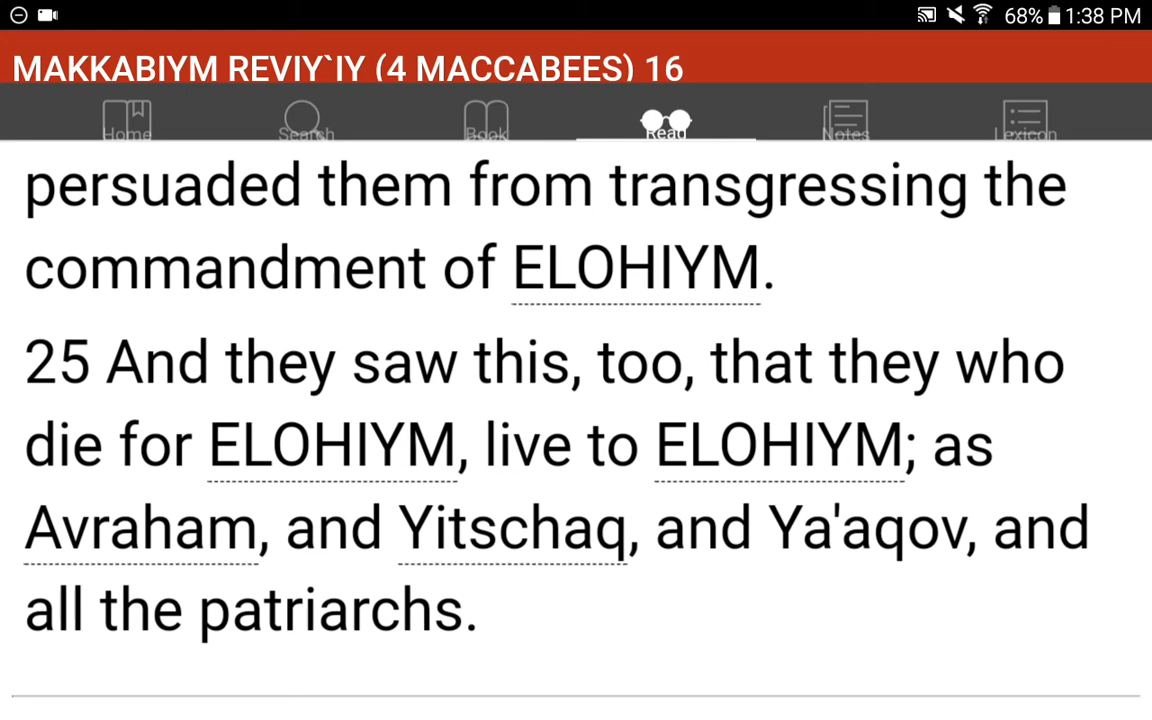 68% 1:38 PM
MAKKABIYM REVIY`IY (4 MACCABEES) 16
Home Search Book Read Notes Lexicon
persuaded them from transgressing the
commandment of ELOHIYM.
25 And they saw this, too, that they who
die for ELOHIYM, live to ELOHIYM; as
Avraham, and Yitschaq, and Ya'aqov, and
all the patriarchs.